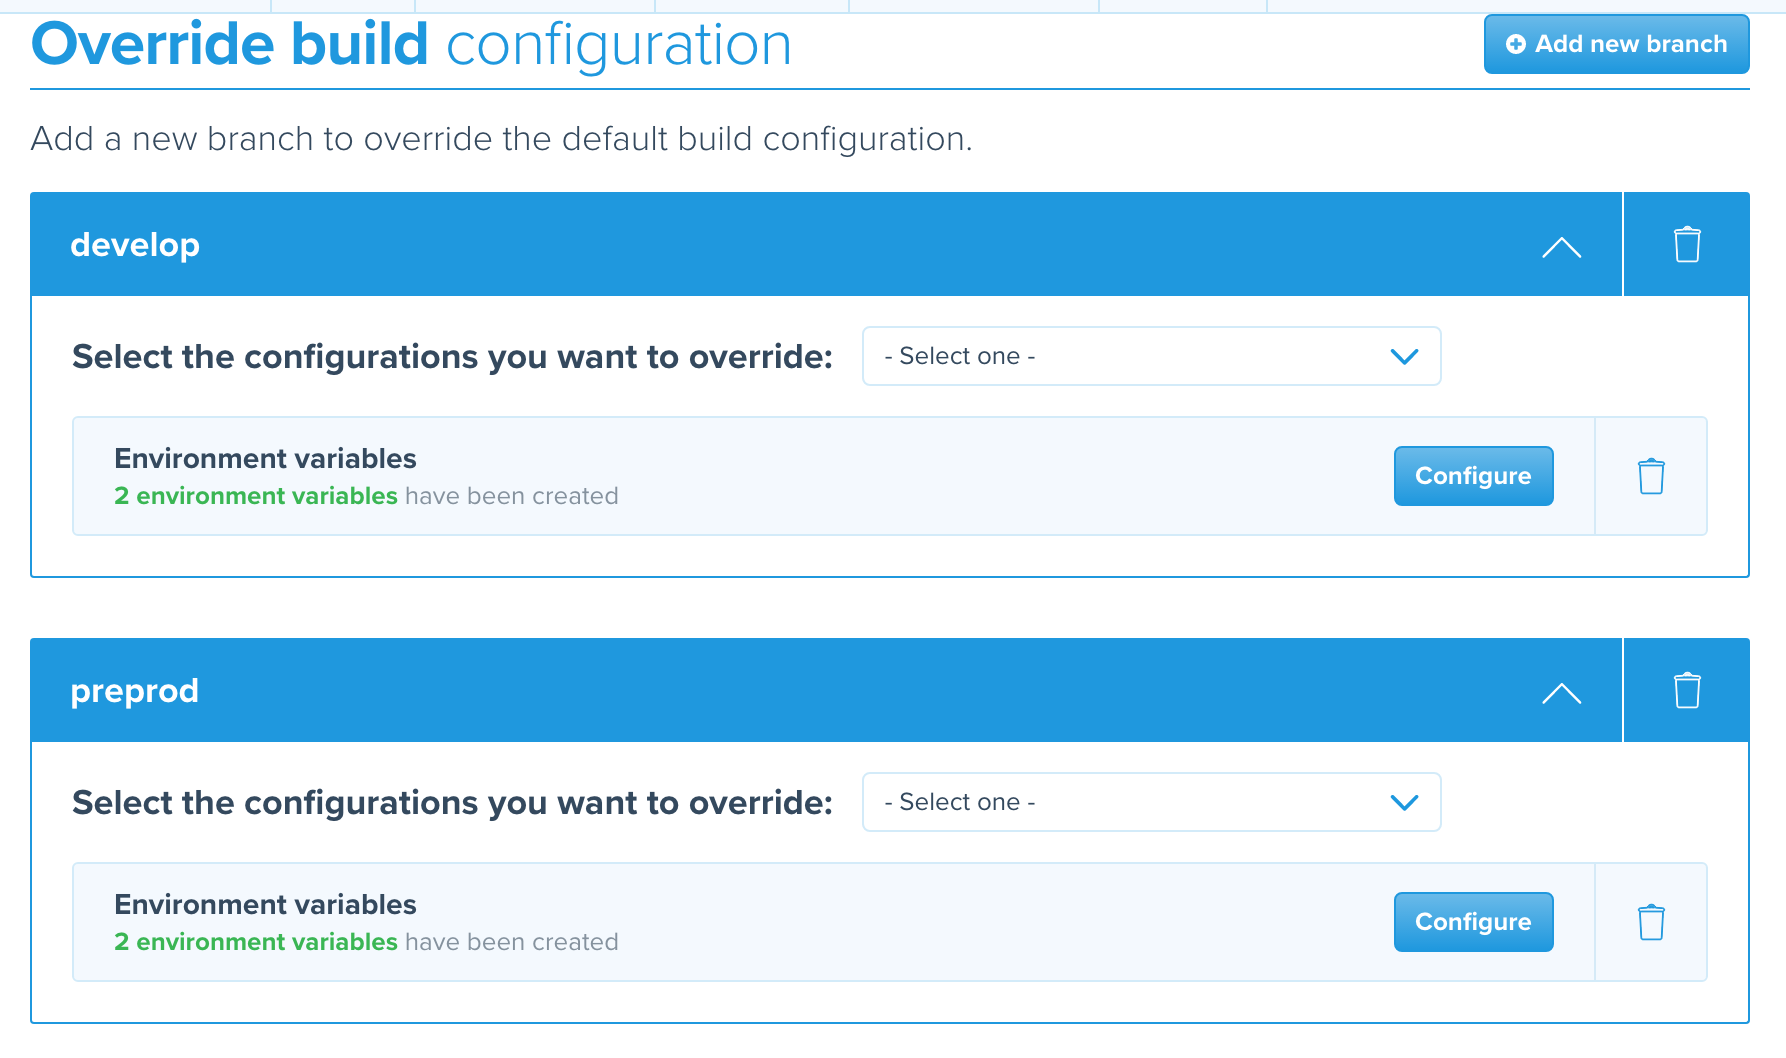 Override build configuration
Add new branch
Add a new branch to override the default build configuration.
develop
Select the configurations you want to override:
- Select one -
Environment variables
2 environment variables have been created
Configure
preprod
Select the configurations you want to override:
- Select one -
Environment variables
2 environment variables have been created
Configure